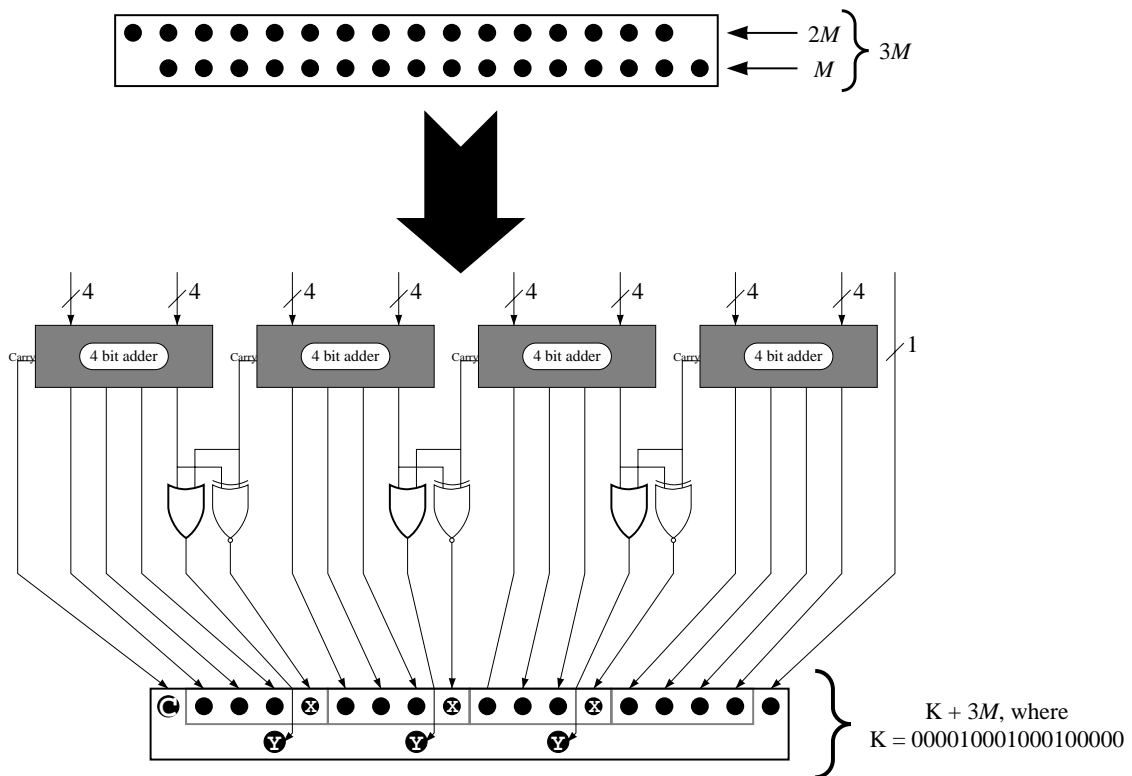 2M
M
3M
4 4 4 4 4 4 4 4
Carry 4 bit adder Carry 4 bit adder Carry 4 bit adder Carry 4 bit adder 1
C X X X
Y Y Y
K + 3M, where
K = 000010001000100000